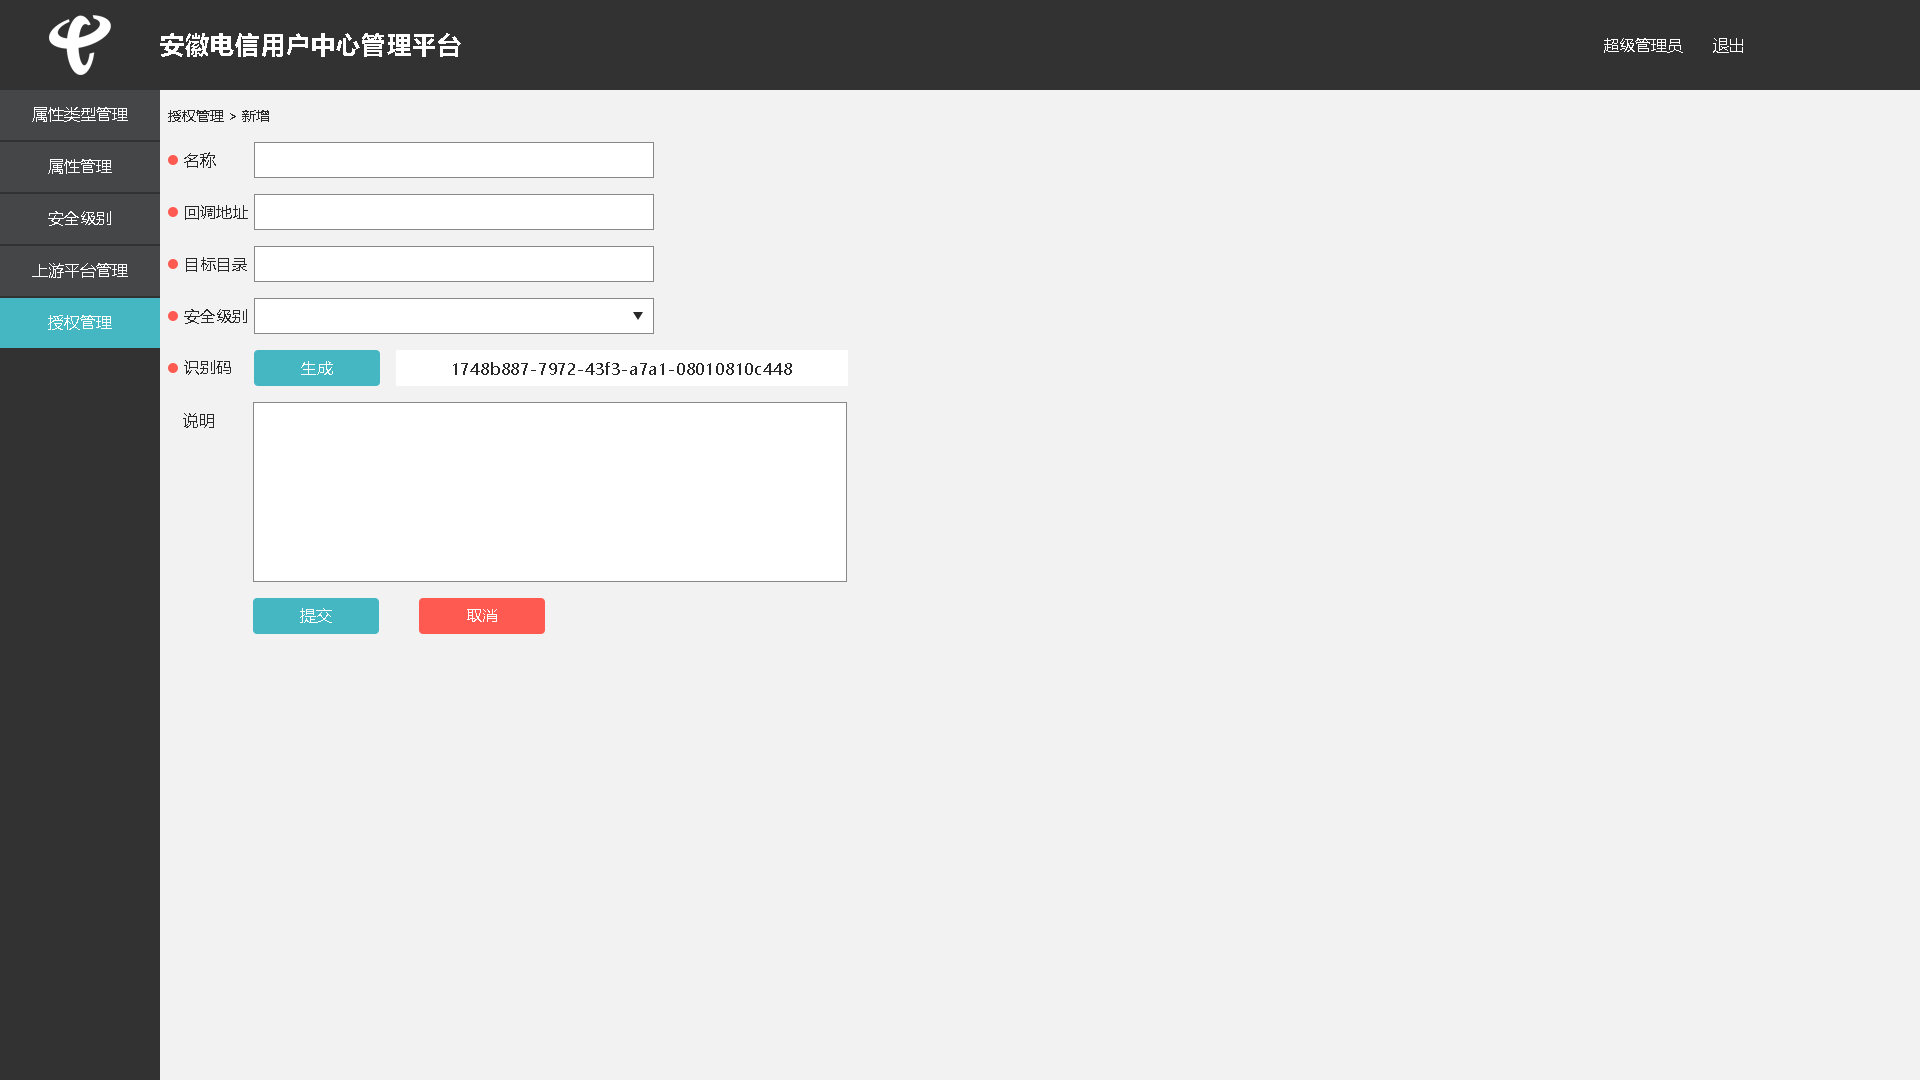 安徽电信用户中心管理平台
超级管理员 退出
属性类型管理
属性管理
安全级别
上游平台管理
授权管理
授权管理 > 新增
名称
回调地址
目标目录
安全级别
识别码 生成 1748b887-7972-43f3-a7a1-08010810c448
说明
提交 取消